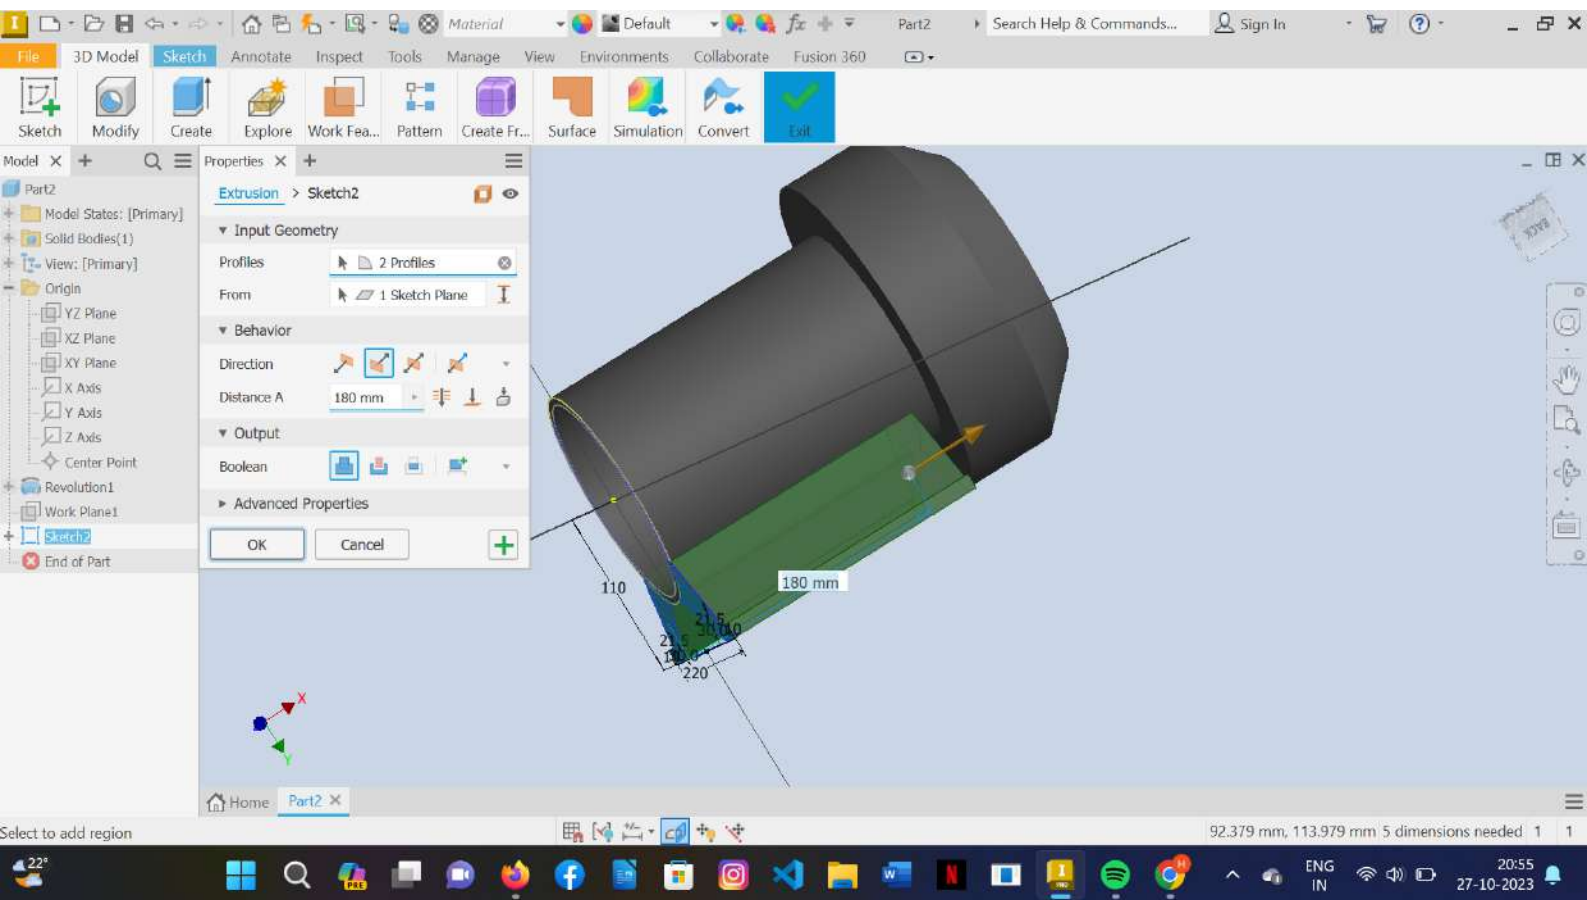 Material
Default
Part2
Search Help & Commands...
Sign In
File 3D Model Sketch Annotate Inspect Tools Manage View Environments Collaborate Fusion 360
Sketch Modify Create Explore Work Fea... Pattern Create Fr... Surface Simulation Convert Exit
Model
Properties
Part2
Model States: [Primary]
Solid Bodies(1)
View: [Primary]
Origin
YZ Plane
XZ Plane
XY Plane
X Axis
Y Axis
Z Axis
Center Point
Revolution1
Work Plane1
Sketch2
End of Part
Extrusion > Sketch2
Input Geometry
Profiles 2 Profiles
From 1 Sketch Plane
Behavior
Direction
Distance A 180 mm
Output
Boolean
Advanced Properties
OK Cancel
BACK
180 mm
110
21.5
21.5
220
X
Y
Home Part2
Select to add region
92.379 mm, 113.979 mm 5 dimensions needed 1 1
22°
PRE
ENG
IN
20:55
27-10-2023